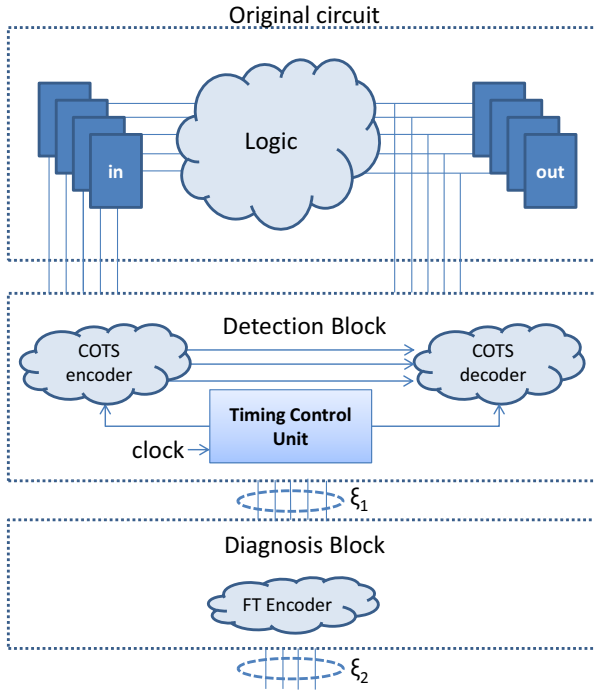 Original circuit
Logic
in
out
Detection Block
COTS
encoder
COTS
decoder
Timing Control
Unit
clock
ξ1
Diagnosis Block
FT Encoder
ξ2